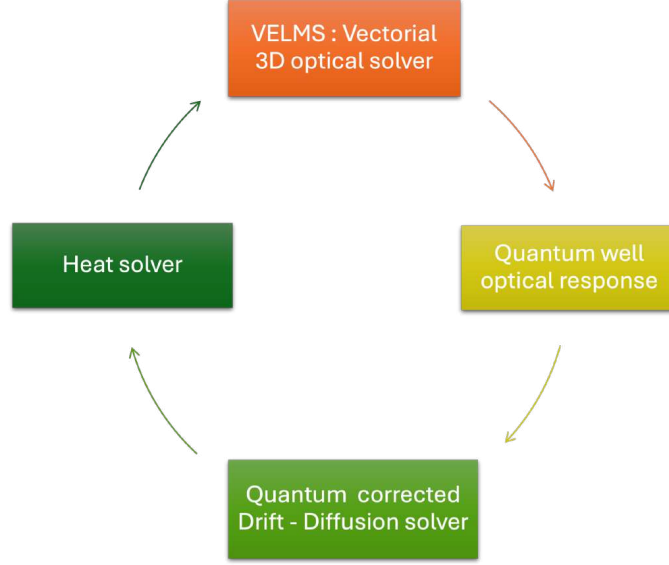 VELMS : Vectorial
3D optical solver
Quantum well
optical response
Quantum  corrected
Drift - Diffusion solver
Heat solver